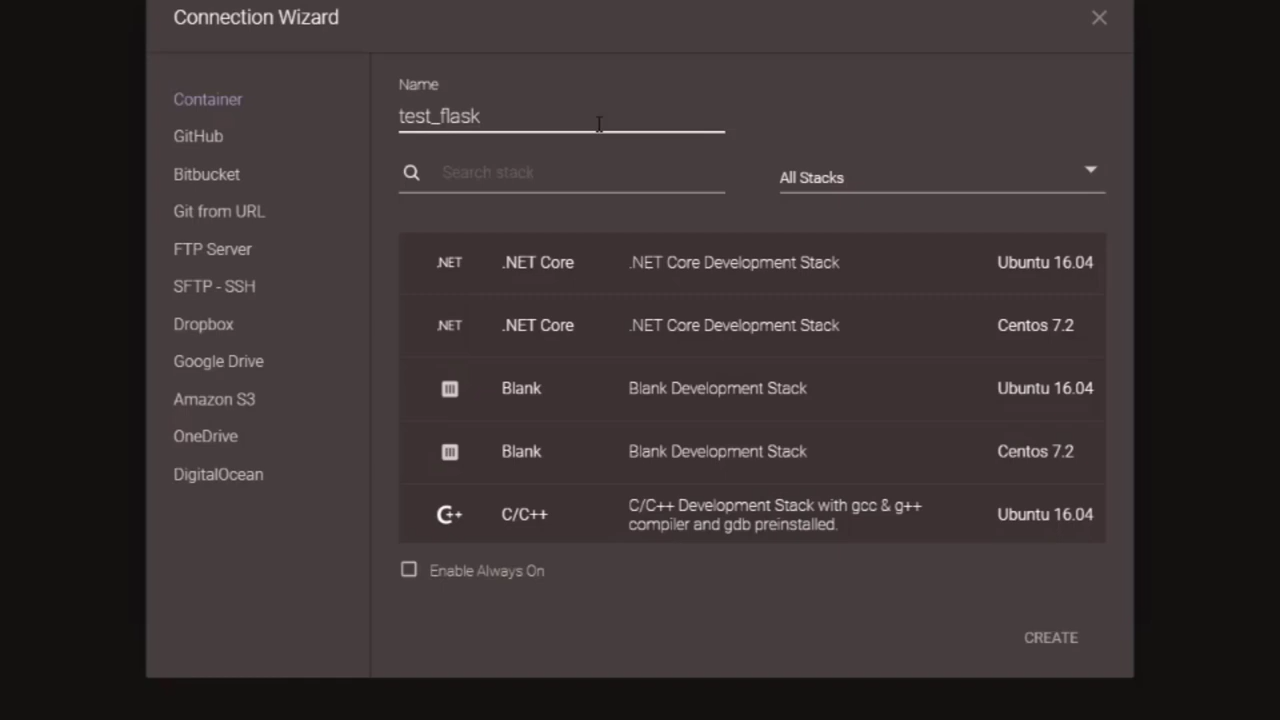 Connection Wizard
Container
GitHub
Bitbucket
Git from URL
FTP Server
SFTP - SSH
Dropbox
Google Drive
Amazon S3
OneDrive
DigitalOcean
Name
test_flask
Search stack
All Stacks
.NET .NET Core .NET Core Development Stack Ubuntu 16.04
.NET .NET Core .NET Core Development Stack Centos 7.2
Blank Blank Development Stack Ubuntu 16.04
Blank Blank Development Stack Centos 7.2
C++ C/C++ C/C++ Development Stack with gcc & g++
compiler and gdb preinstalled. Ubuntu 16.04
Enable Always On
CREATE